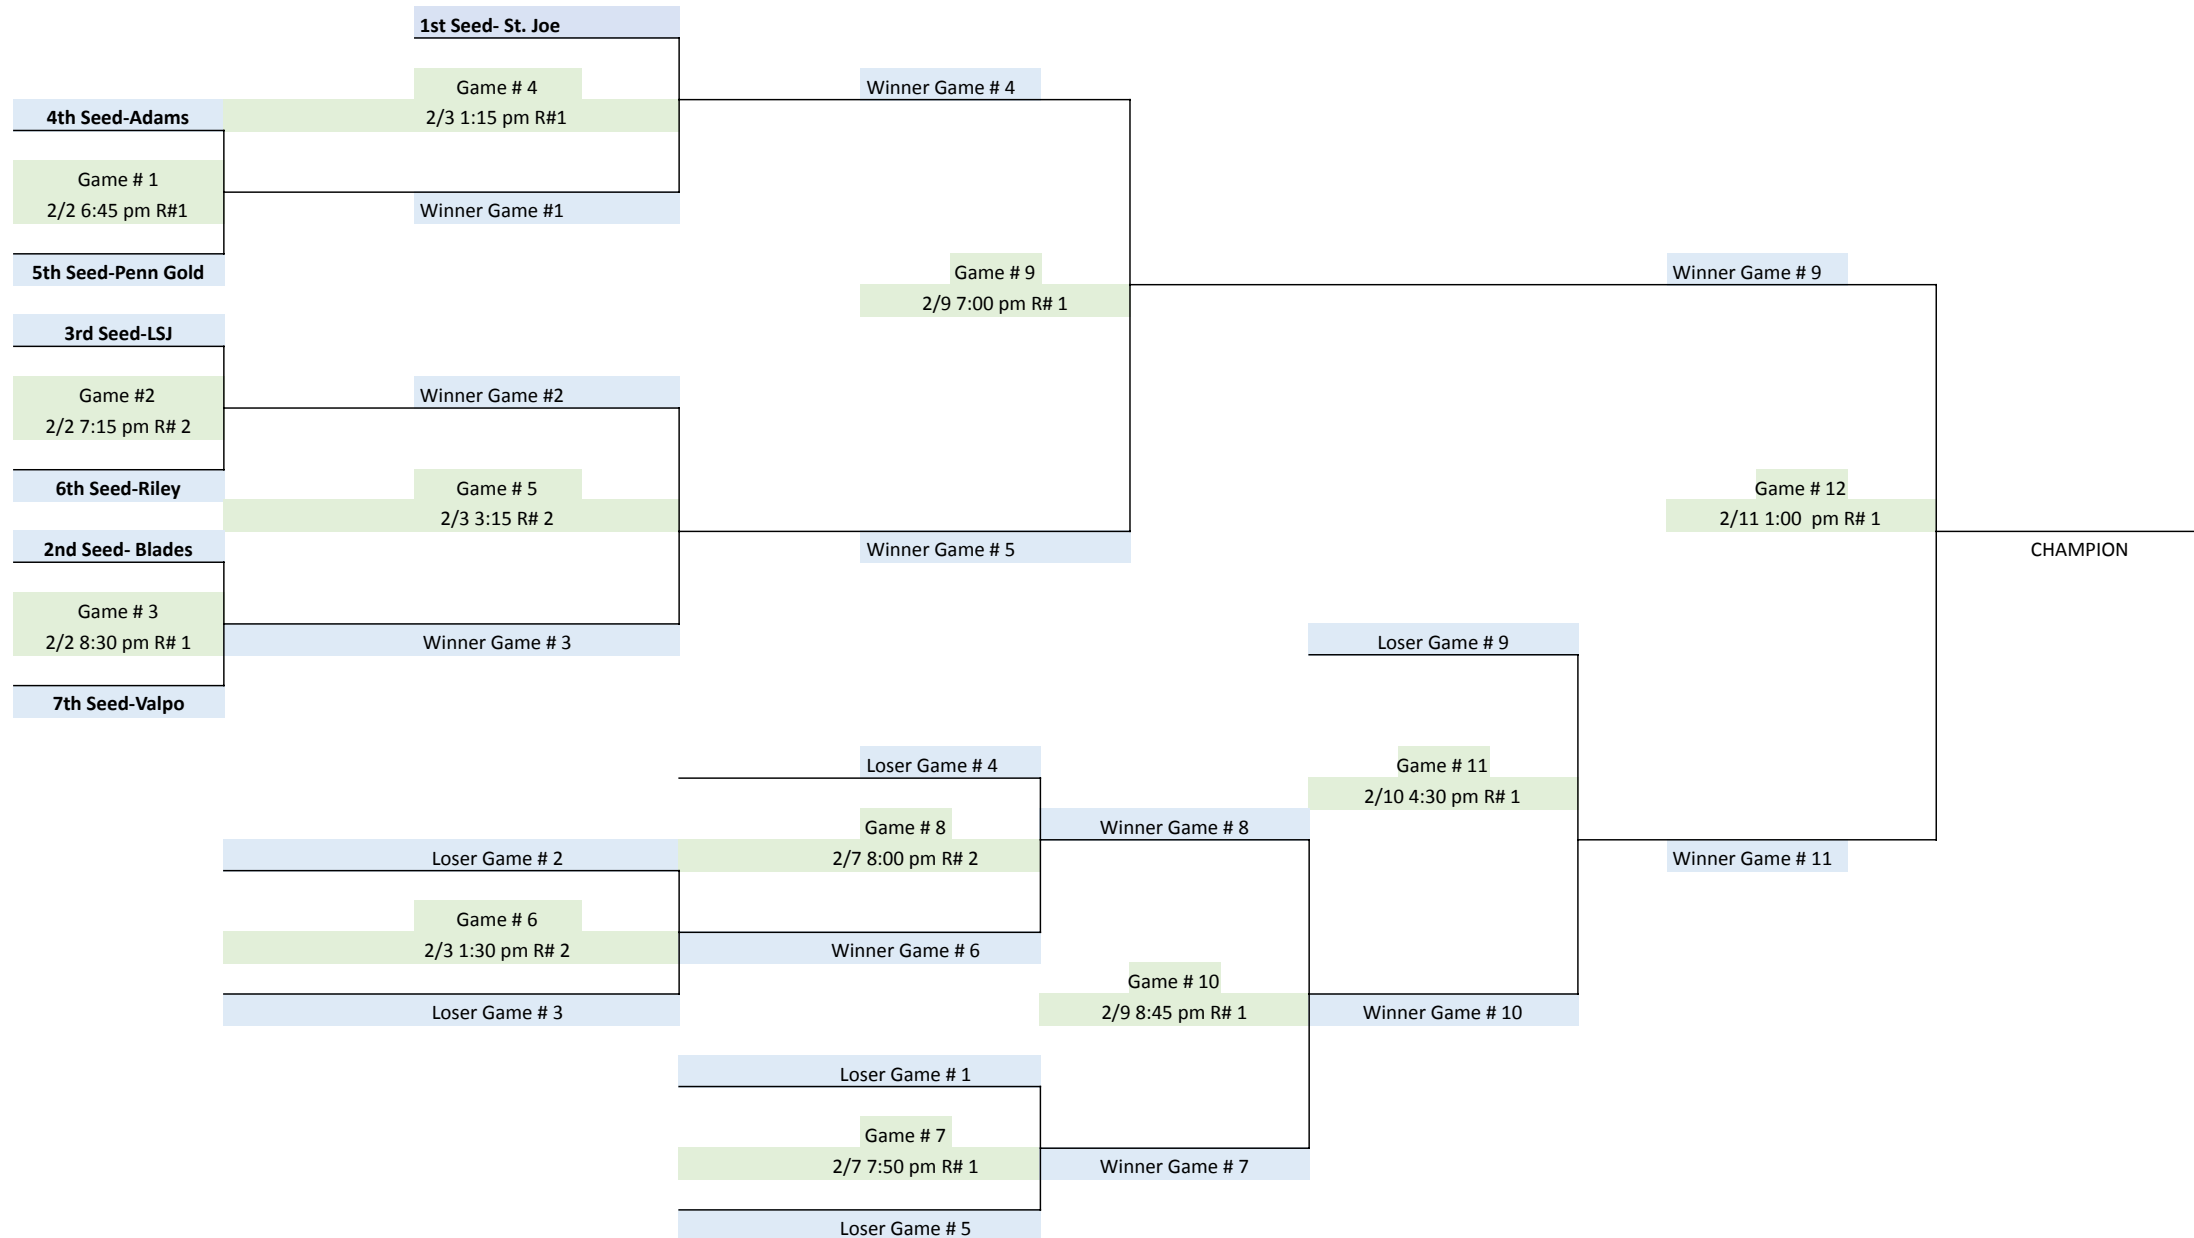 1st Seed- St. Joe
Game # 4
Winner Game # 4
4th Seed-Adams
2/3 1:15 pm R#1
Game # 1
2/2 6:45 pm R#1
Winner Game #1
5th Seed-Penn Gold
Game # 9
Winner Game # 9
2/9 7:00 pm R# 1
3rd Seed-LSJ
Game #2
Winner Game #2
2/2 7:15 pm R# 2
6th Seed-Riley
Game # 5
Game # 12
2/3 3:15 R# 2
2/11 1:00  pm R# 1
2nd Seed- Blades
Winner Game # 5
CHAMPION
Game # 3
2/2 8:30 pm R# 1
Winner Game # 3
Loser Game # 9
7th Seed-Valpo
Loser Game # 4
Game # 11
2/10 4:30 pm R# 1
Game # 8
Winner Game # 8
Loser Game # 2
2/7 8:00 pm R# 2
Winner Game # 11
Game # 6
2/3 1:30 pm R# 2
Winner Game # 6
Game # 10
Loser Game # 3
2/9 8:45 pm R# 1
Winner Game # 10
Loser Game # 1
Game # 7
2/7 7:50 pm R# 1
Winner Game # 7
Loser Game # 5